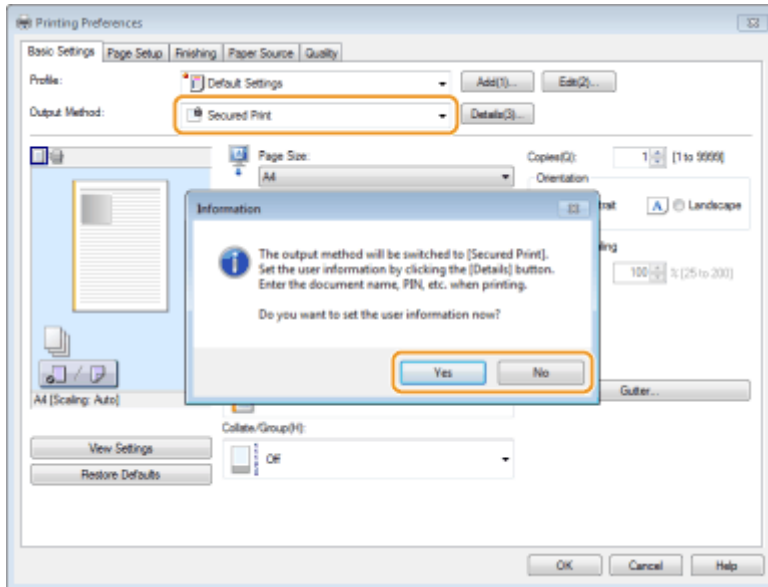 Printing Preferences
Basic Settings Page Setup Finishing Paper Source Quality
Profile: Default Settings Add(1)... Edit(2)...
Output Method: Secured Print Details(3)...
Page Size:
A4
Copies(Q): 1 [1 to 9999]
Orientation
trait A Landscape
ling
100 % [25 to 200]
Information
The output method will be switched to [Secured Print].
Set the user information by clicking the [Details] button.
Enter the document name, PIN, etc. when printing.
Do you want to set the user information now?
Yes No
Gutter...
A4 [Scaling: Auto]
Collate/Group(H):
Off
View Settings
Restore Defaults
OK Cancel Help